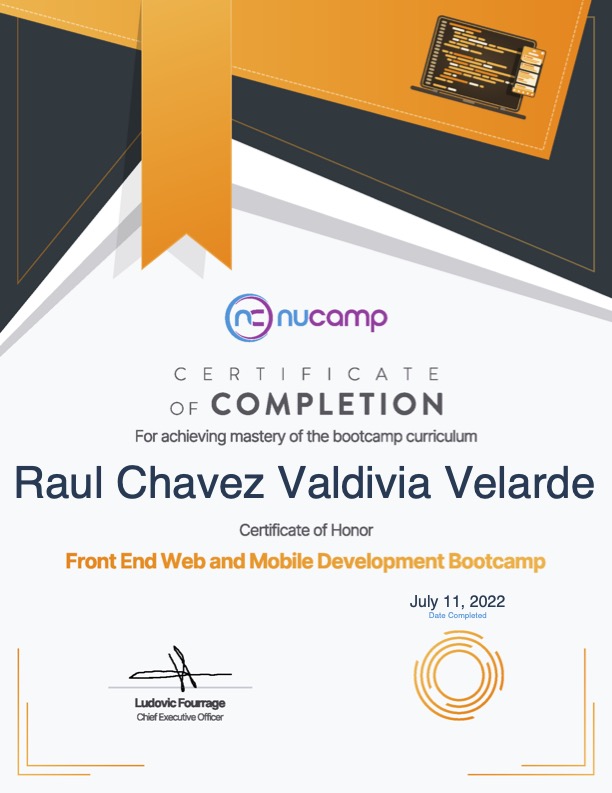 nc nucamp
CERTIFICATE
OF COMPLETION
For achieving mastery of the bootcamp curriculum
Raul Chavez Valdivia Velarde
Certificate of Honor
Front End Web and Mobile Development Bootcamp
July 11, 2022
Date Completed
Ludovic Fourrage
Chief Executive Officer